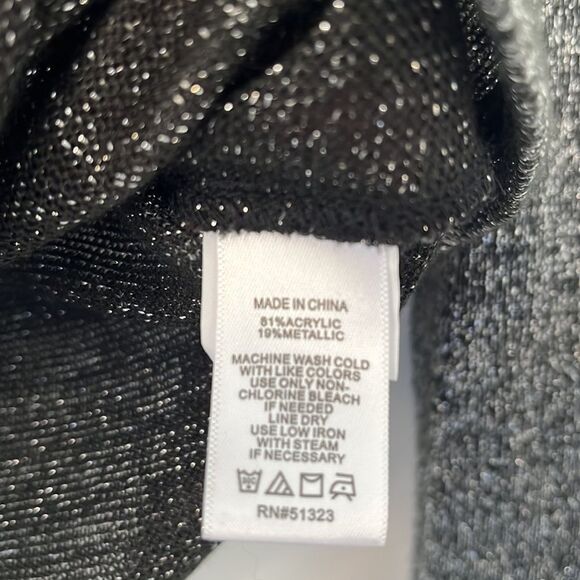 MADE IN CHINA
81%ACRYLIC
19%METALLIC
MACHINE WASH COLD
WITH LIKE COLORS
USE ONLY NON-
CHLORINE BLEACH
IF NEEDED
LINE DRY
USE LOW IRON
WITH STEAM
IF NECESSARY
RN#51323